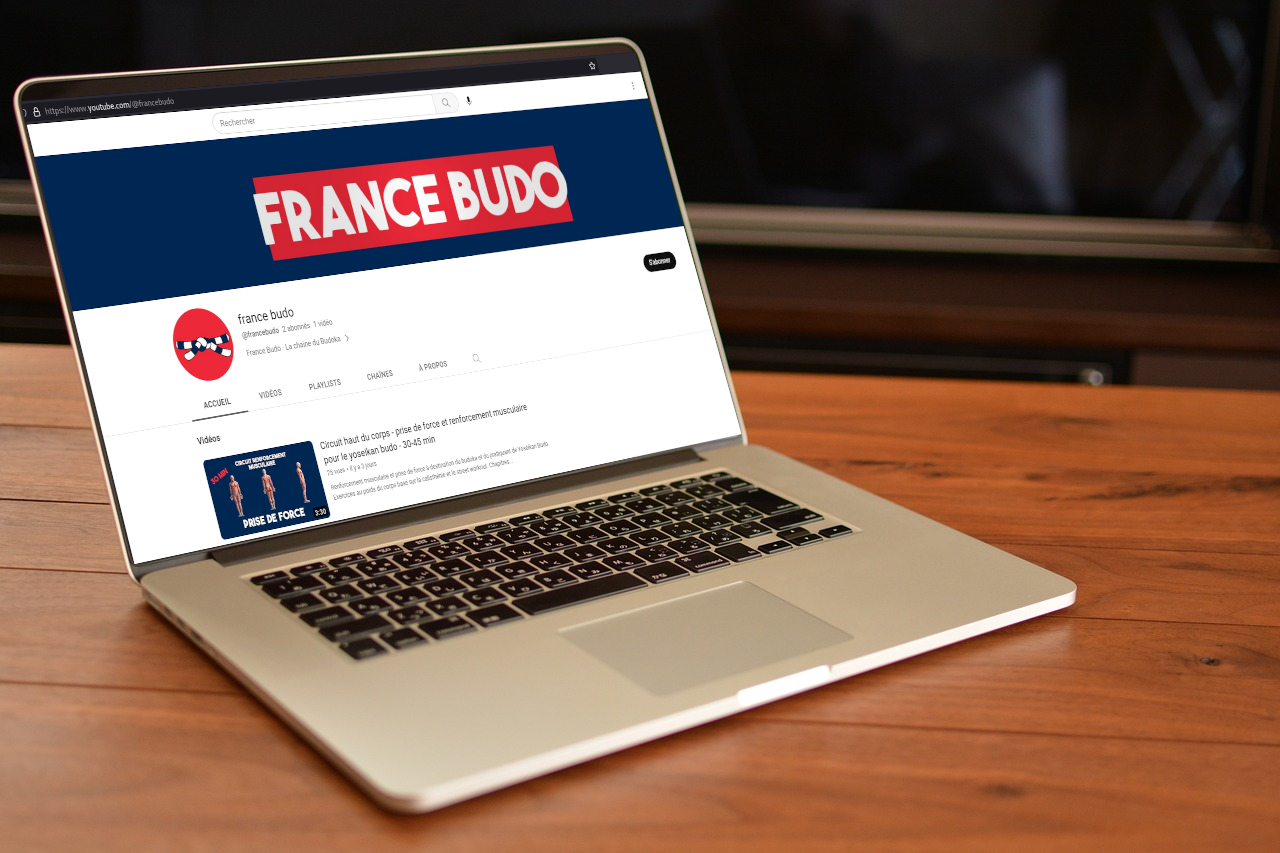 https://www.youtube.com/@francebudo
Rechercher
FRANCE BUDO
S'abonner
france budo
@francebudo 2 abonnés 1 vidéo
France Budo - La chaine du Budoka
ACCUEIL VIDÉOS PLAYLISTS CHAÎNES À PROPOS
Vidéos
CIRCUIT RENFORCEMENT
MUSCULAIRE
30 MIN
PRISE DE FORCE
3:30
Circuit haut du corps - prise de force et renforcement musculaire
pour le yoseikan budo - 30-45 min
75 vues • il y a 3 jours
Renforcement musculaire et prise de force à destination du budoka et du pratiquant de Yoseikan Budo.
Exercices au poids du corps basé sur la calisthénie et le street workout. Chapitres...
command